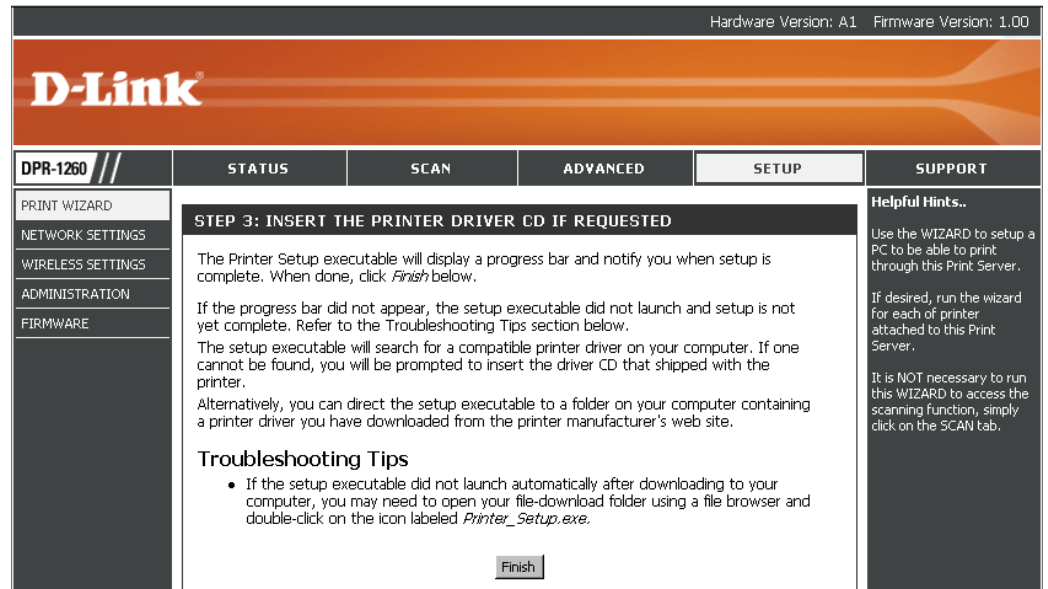 Hardware Version: A1 Firmware Version: 1.00
D-Link®
DPR-1260 ///
STATUS SCAN ADVANCED SETUP SUPPORT
PRINT WIZARD
NETWORK SETTINGS
WIRELESS SETTINGS
ADMINISTRATION
FIRMWARE
STEP 3: INSERT THE PRINTER DRIVER CD IF REQUESTED
The Printer Setup executable will display a progress bar and notify you when setup is
complete. When done, click Finish below.
If the progress bar did not appear, the setup executable did not launch and setup is not
yet complete. Refer to the Troubleshooting Tips section below.
The setup executable will search for a compatible printer driver on your computer. If one
cannot be found, you will be prompted to insert the driver CD that shipped with the
printer.
Alternatively, you can direct the setup executable to a folder on your computer containing
a printer driver you have downloaded from the printer manufacturer's web site.
Troubleshooting Tips
• If the setup executable did not launch automatically after downloading to your
computer, you may need to open your file-download folder using a file browser and
double-click on the icon labeled Printer_Setup.exe.
Finish
Helpful Hints..
Use the WIZARD to setup a
PC to be able to print
through this Print Server.
If desired, run the wizard
for each of printer
attached to this Print
Server.
It is NOT necessary to run
this WIZARD to access the
scanning function, simply
click on the SCAN tab.